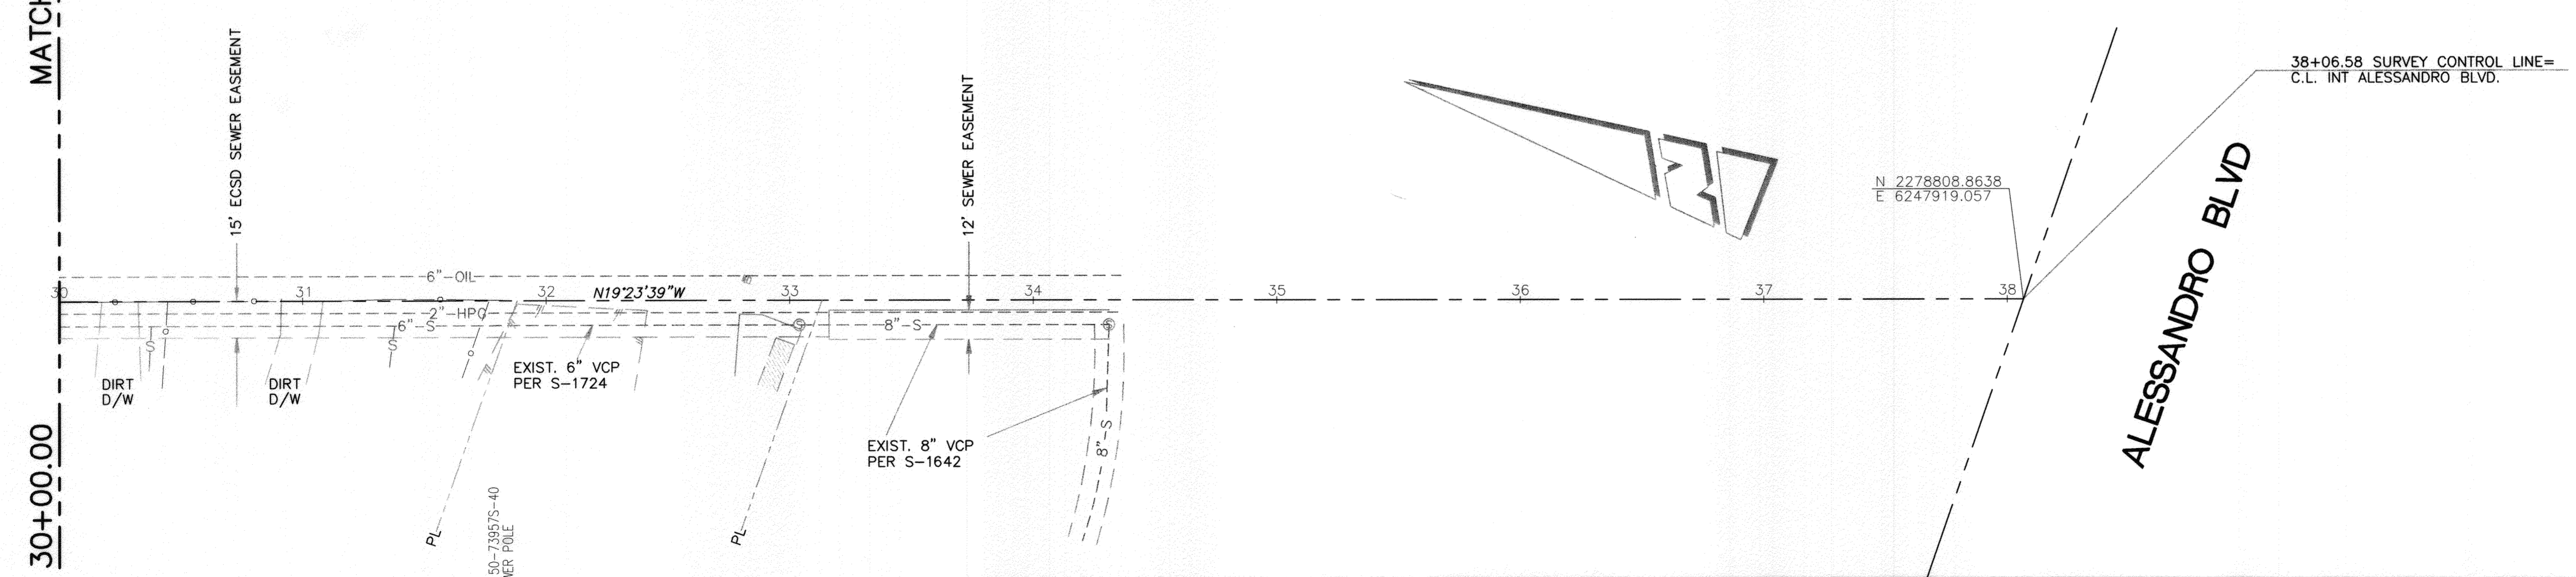 MATCH
30+00.00
15' ECSD SEWER EASEMENT
12' SEWER EASEMENT
6"-OIL
30
31
32
N19°23'39"W
33
34
35
36
37
38
2"-HPG
6"-S
8"-S
S
S
S
S
DIRT
D/W
DIRT
D/W
EXIST. 6" VCP
PER S-1724
EXIST. 8" VCP
PER S-1642
8"-S
PL
PL
50-73957S-40
WER POLE
N 2278808.8638
E 6247919.057
38+06.58 SURVEY CONTROL LINE=
C.L. INT ALESSANDRO BLVD.
ALESSANDRO BLVD
N